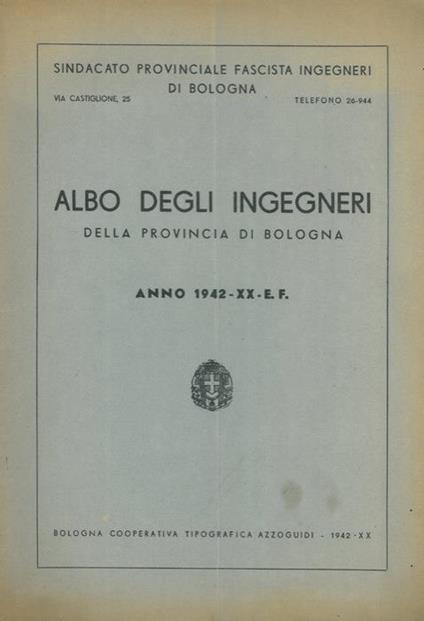 SINDACATO PROVINCIALE FASCISTA INGEGNERI
DI BOLOGNA
VIA CASTIGLIONE, 25 TELEFONO 26-944
ALBO DEGLI INGEGNERI
DELLA PROVINCIA DI BOLOGNA
ANNO 1942-XX-E.F.
BOLOGNA COOPERATIVA TIPOGRAFICA AZZOGUIDI - 1942-XX